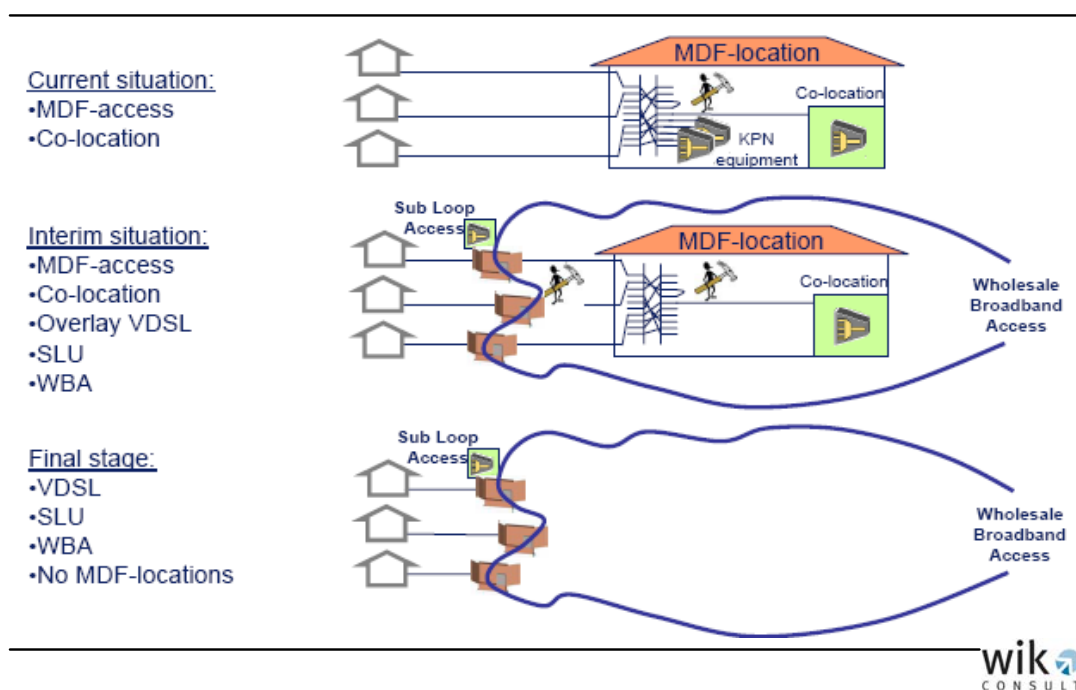 Current situation:
•MDF-access
•Co-location
MDF-location
Co-location
KPN
equipment
Interim situation:
•MDF-access
•Co-location
•Overlay VDSL
•SLU
•WBA
Sub Loop
Access
MDF-location
Co-location
Wholesale
Broadband
Access
Final stage:
•VDSL
•SLU
•WBA
•No MDF-locations
Sub Loop
Access
Wholesale
Broadband
Access
wik
CONSULT